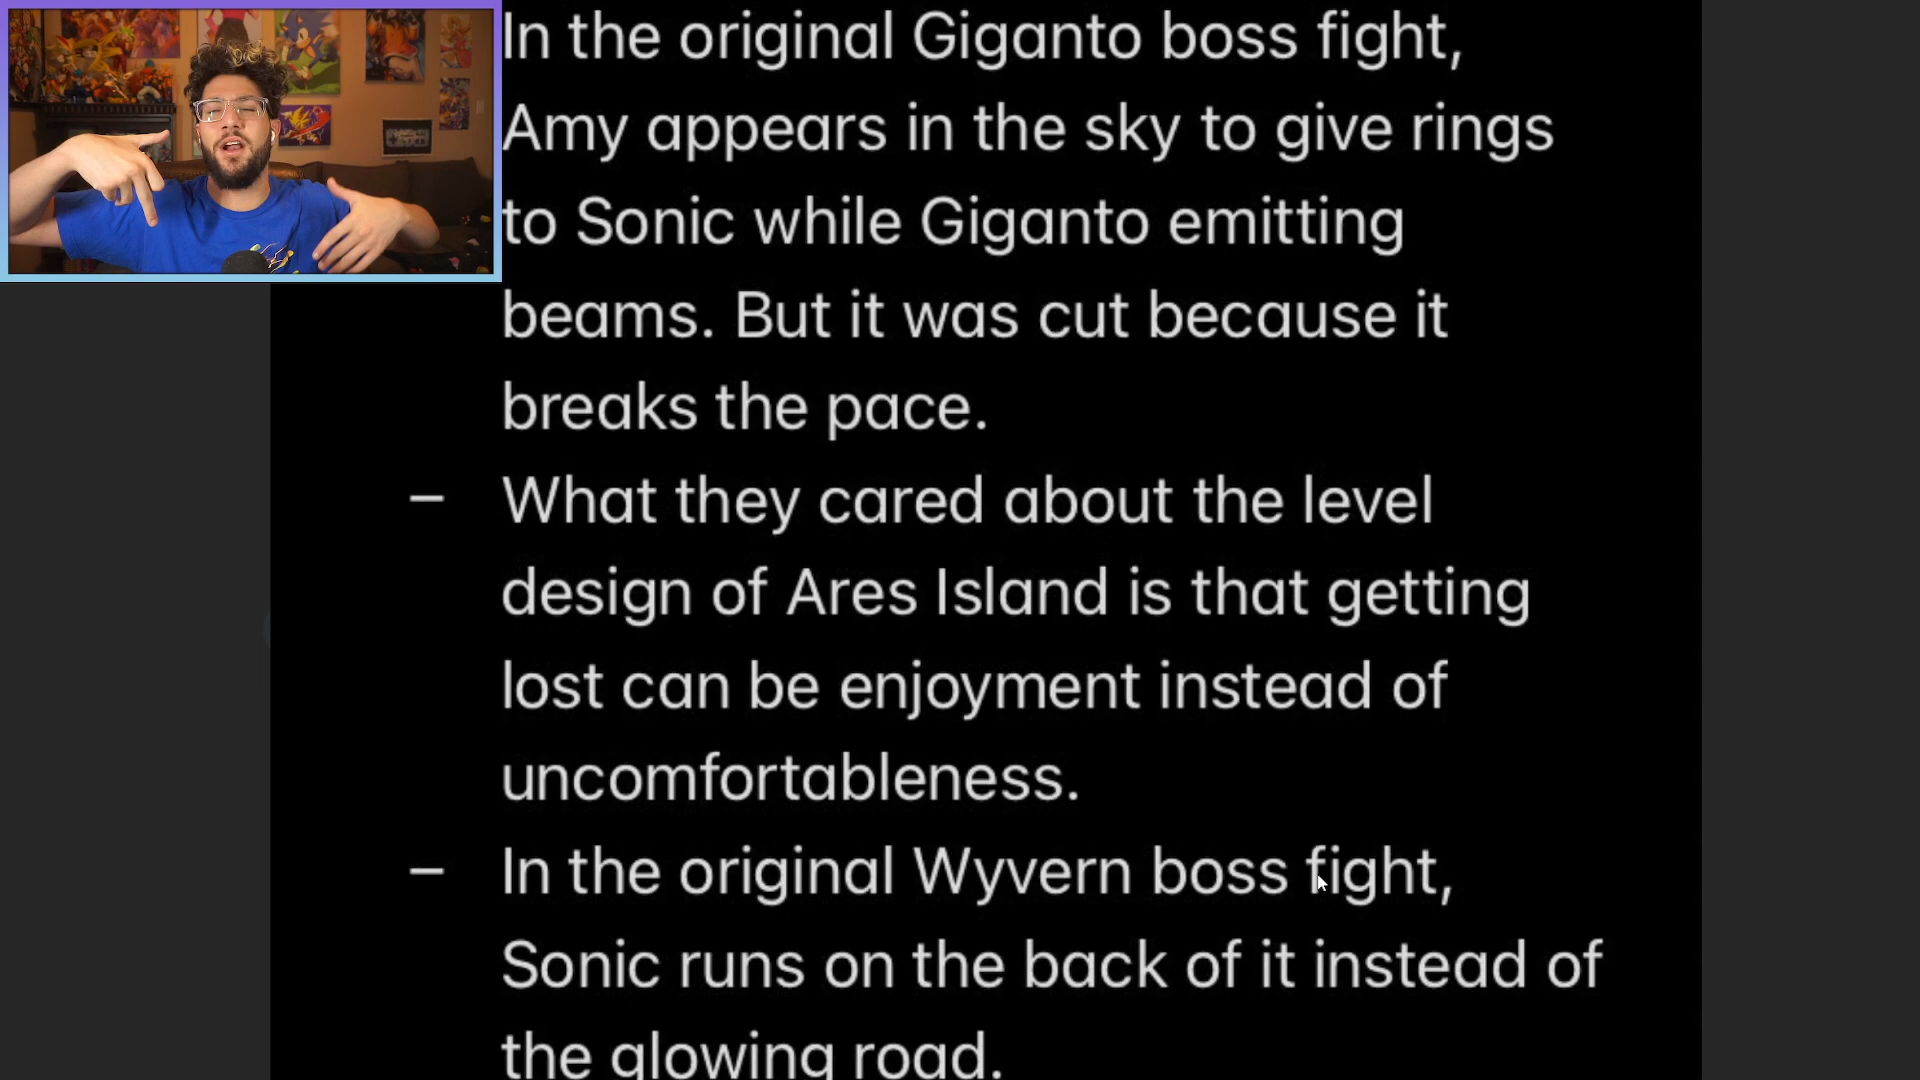 In the original Giganto boss fight,
Amy appears in the sky to give rings
to Sonic while Giganto emitting
beams. But it was cut because it
breaks the pace.
– What they cared about the level
design of Ares Island is that getting
lost can be enjoyment instead of
uncomfortableness.
– In the original Wyvern boss fight,
Sonic runs on the back of it instead of
the glowing road.